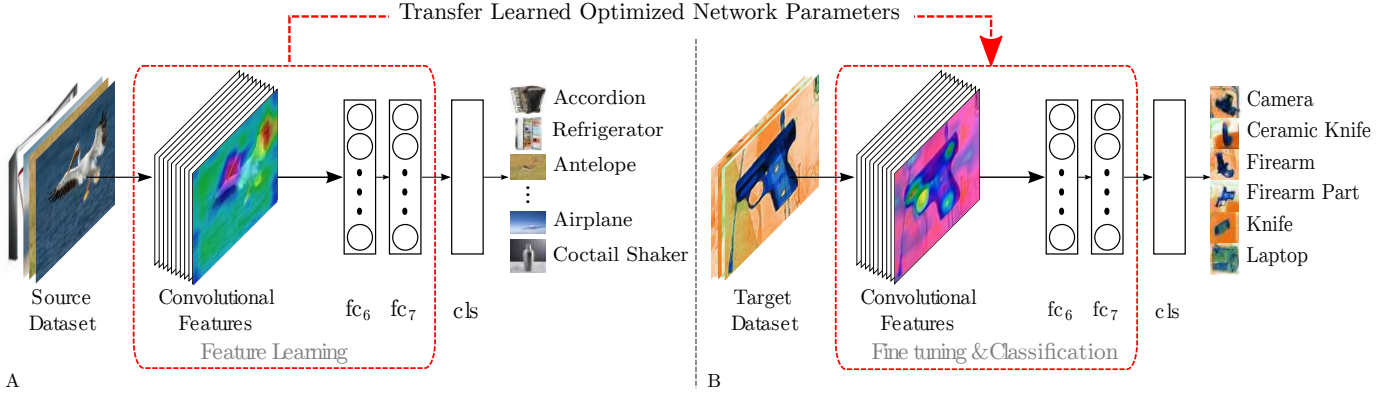 Transfer Learned Optimized Network Parameters
Source
Dataset
Convolutional
Features
fc6
fc7
cls
Feature Learning
Accordion
Refrigerator
Antelope
Airplane
Coctail Shaker
A
Target
Dataset
Convolutional
Features
fc6
fc7
cls
Fine tuning & Classification
Camera
Ceramic Knife
Firearm
Firearm Part
Knife
Laptop
B